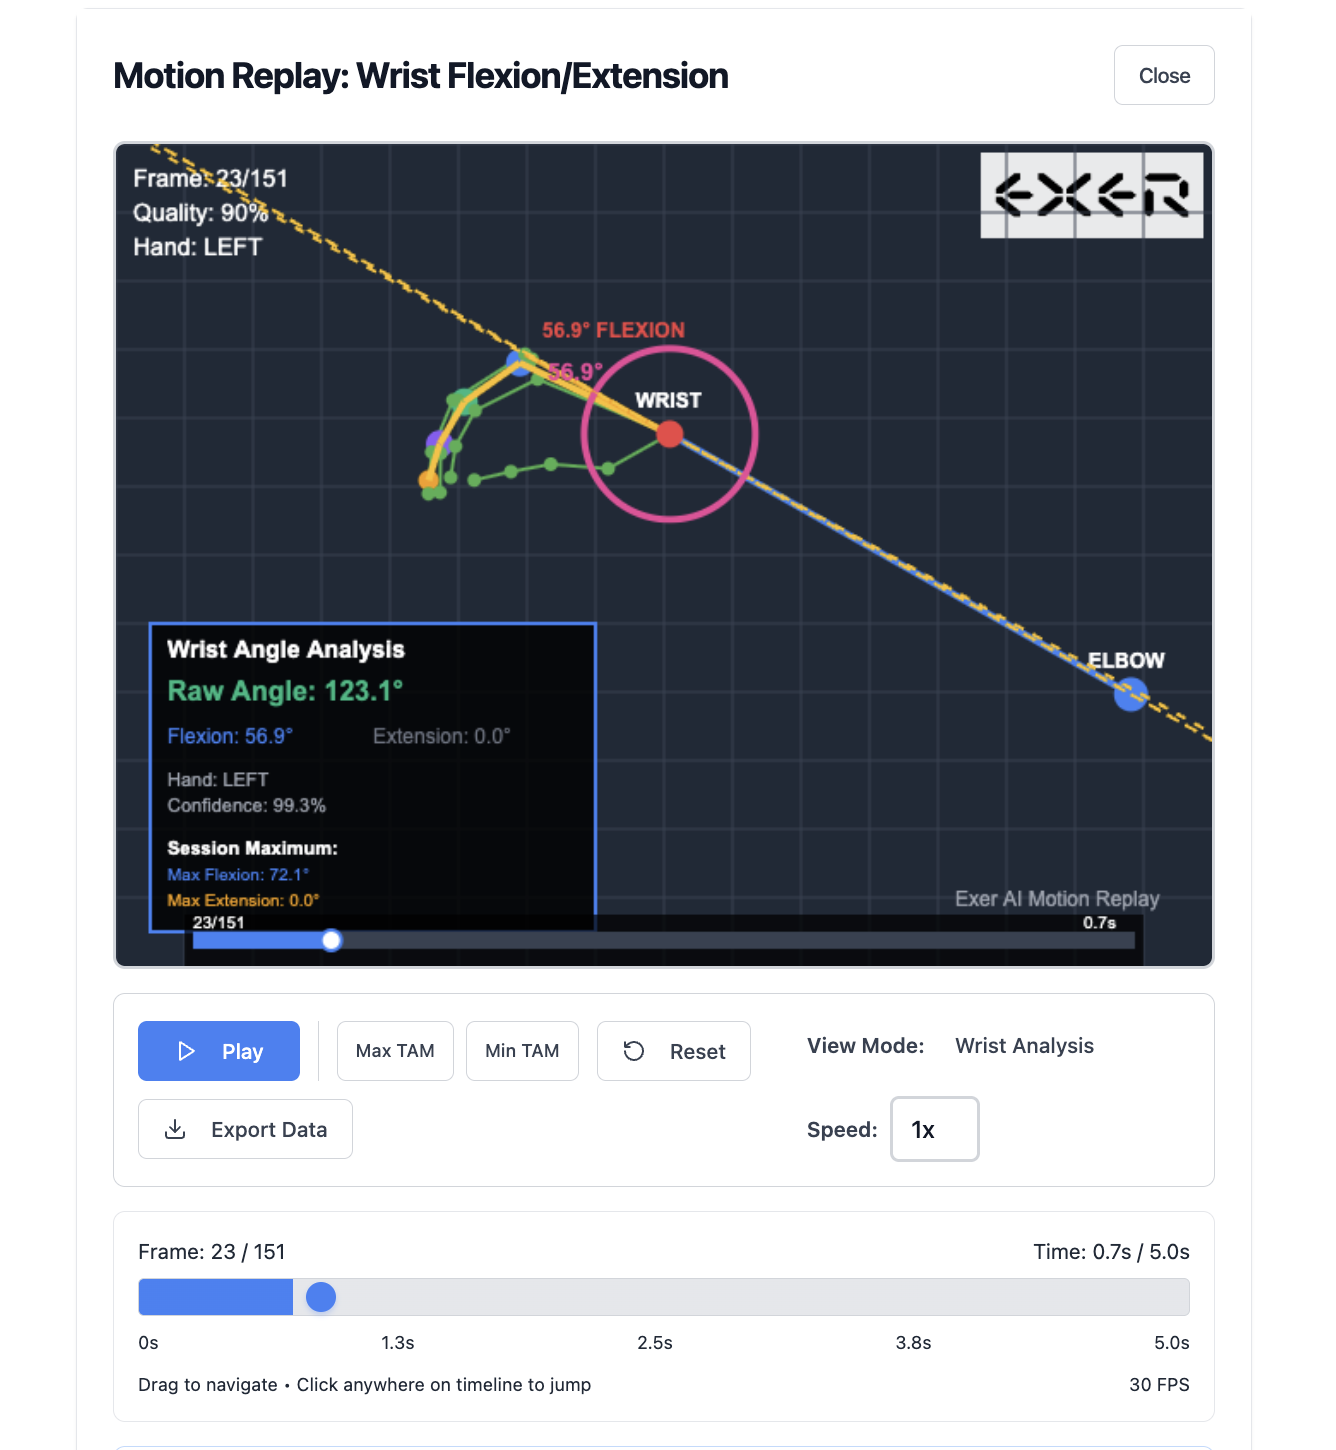 Motion Replay: Wrist Flexion/Extension
Close
Frame: 23/151
Quality: 90%
Hand: LEFT
EXER
56.9° FLEXION
56.9°
WRIST
ELBOW
Wrist Angle Analysis
Raw Angle: 123.1°
Flexion: 56.9° Extension: 0.0°
Hand: LEFT
Confidence: 99.3%
Session Maximum:
Max Flexion: 72.1°
Max Extension: 0.0°
Exer AI Motion Replay
23/151 0.7s
Play Max TAM Min TAM Reset
View Mode: Wrist Analysis
Export Data
Speed: 1x
Frame: 23 / 151 Time: 0.7s / 5.0s
0s 1.3s 2.5s 3.8s 5.0s
Drag to navigate • Click anywhere on timeline to jump 30 FPS